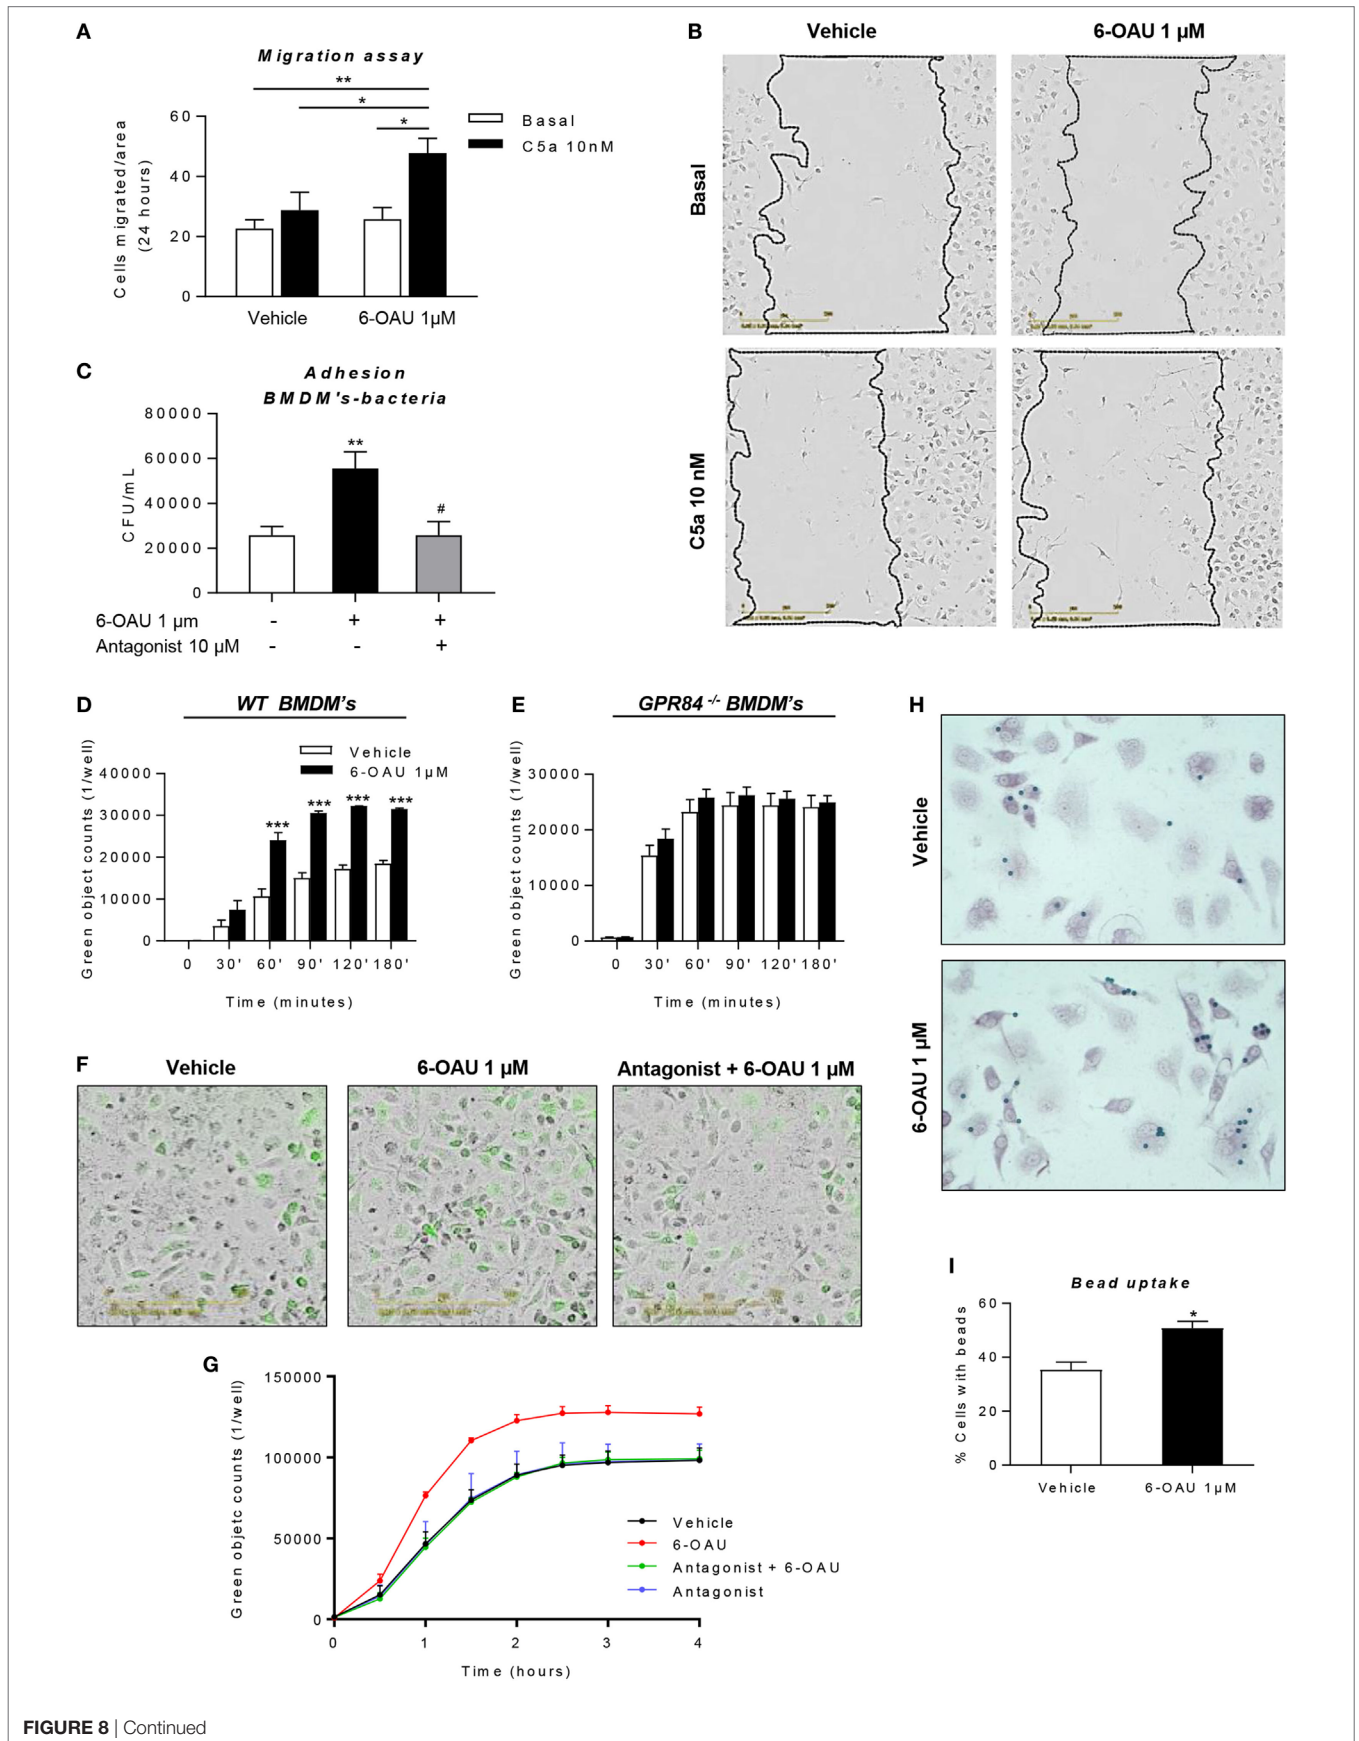 A
Migration assay
**
*
*
Cells migrated/area
(24 hours)
60
40
20
0
Basal
C5a 10nM
Vehicle
6-OAU 1µM
B
Vehicle
6-OAU 1 µM
Basal
C5a 10 nM
C
Adhesion
BMDM's-bacteria
CFU/mL
80000
60000
40000
20000
0
**
#
6-OAU 1 µm - + +
Antagonist 10 µM - - +
D
WT BMDM's
Vehicle
6-OAU 1µM
Green object counts (1/well)
40000
30000
20000
10000
0
*** *** *** ***
0 30' 60' 90' 120' 180'
Time (minutes)
E
GPR84 -/- BMDM's
Green object counts (1/well)
30000
20000
10000
0
0 30' 60' 90' 120' 180'
Time (minutes)
F
Vehicle
6-OAU 1 µM
Antagonist + 6-OAU 1 µM
G
Green objetc counts (1/well)
150000
100000
50000
0
0 1 2 3 4
Time (hours)
Vehicle
6-OAU
Antagonist + 6-OAU
Antagonist
H
Vehicle
6-OAU 1 µM
I
Bead uptake
% Cells with beads
60
40
20
0
*
Vehicle
6-OAU 1µM
FIGURE 8 | Continued